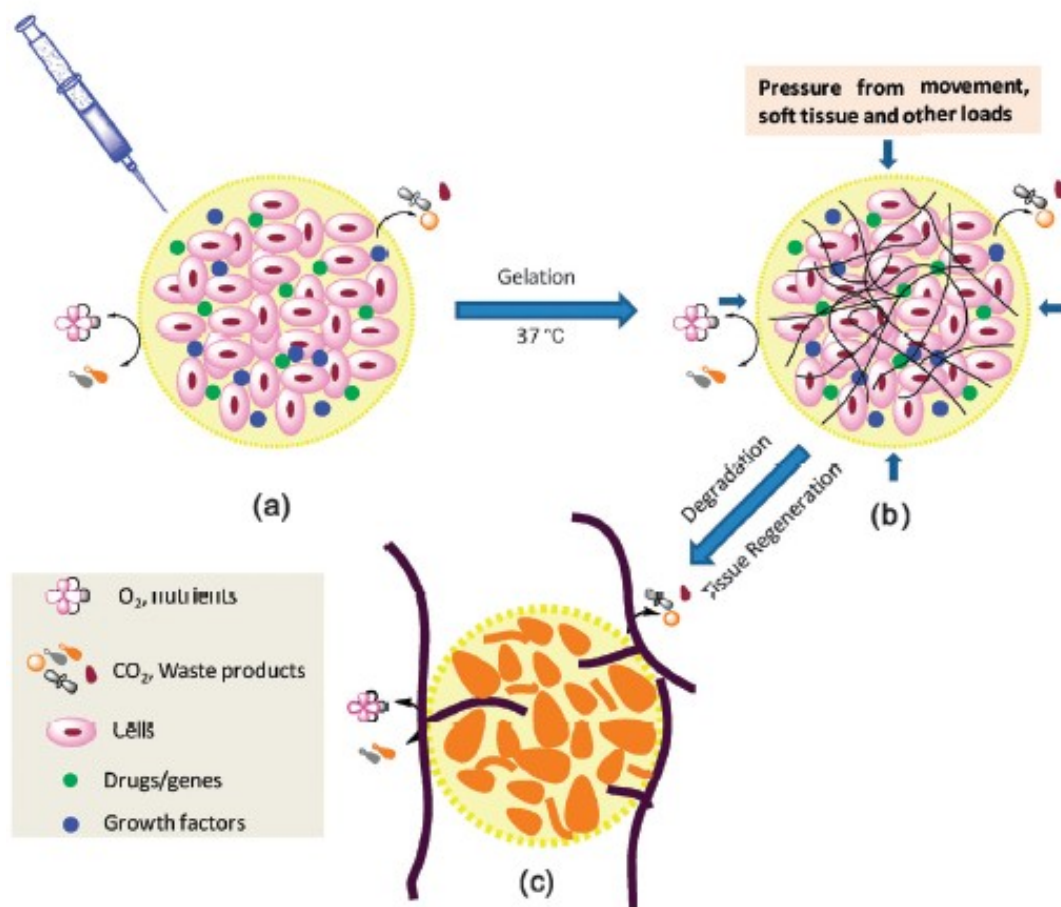 Pressure from movement,
soft tissue and other loads
Gelation
37 °C
(a)
(b)
Degradation
Tissue Regeneration
O₂, nutrients
CO₂, Waste products
Cells
Drugs/genes
Growth factors
(c)